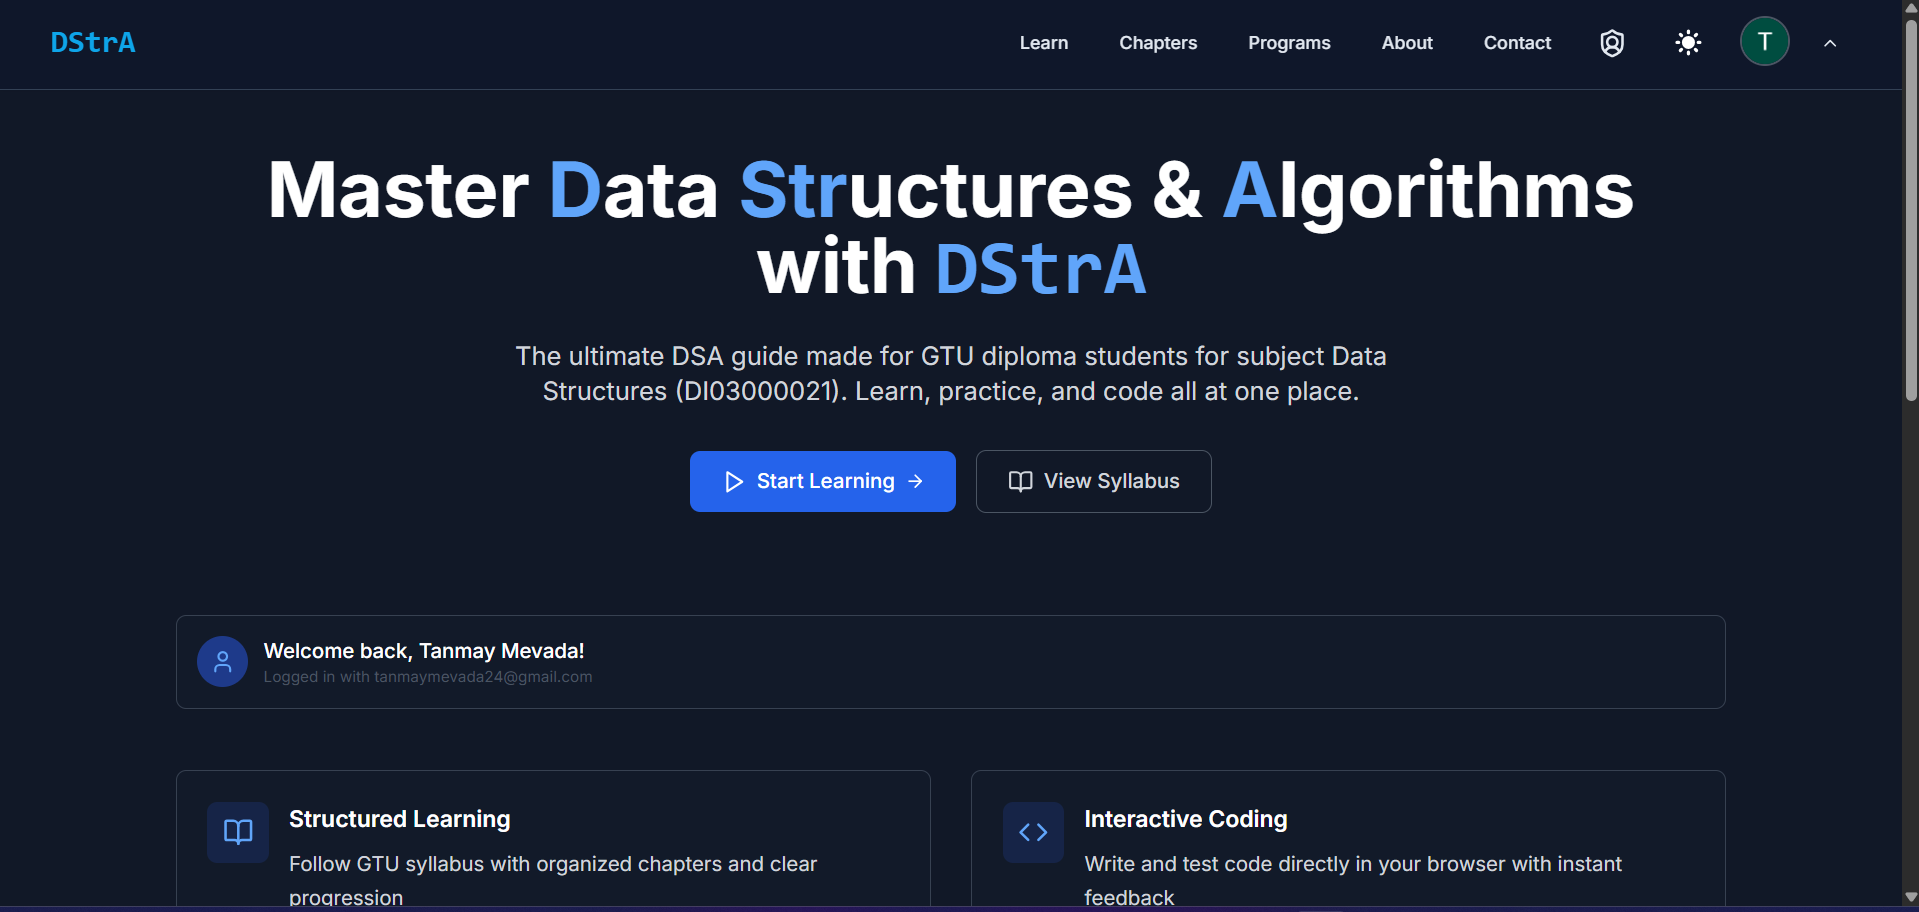 DStrA
Learn
Chapters
Programs
About
Contact
T
Master Data Structures & Algorithms
with DStrA
The ultimate DSA guide made for GTU diploma students for subject Data
Structures (DI03000021). Learn, practice, and code all at one place.
Start Learning →
View Syllabus
Welcome back, Tanmay Mevada!
Logged in with tanmaymevada24@gmail.com
Structured Learning
Follow GTU syllabus with organized chapters and clear
progression
Interactive Coding
Write and test code directly in your browser with instant
feedback